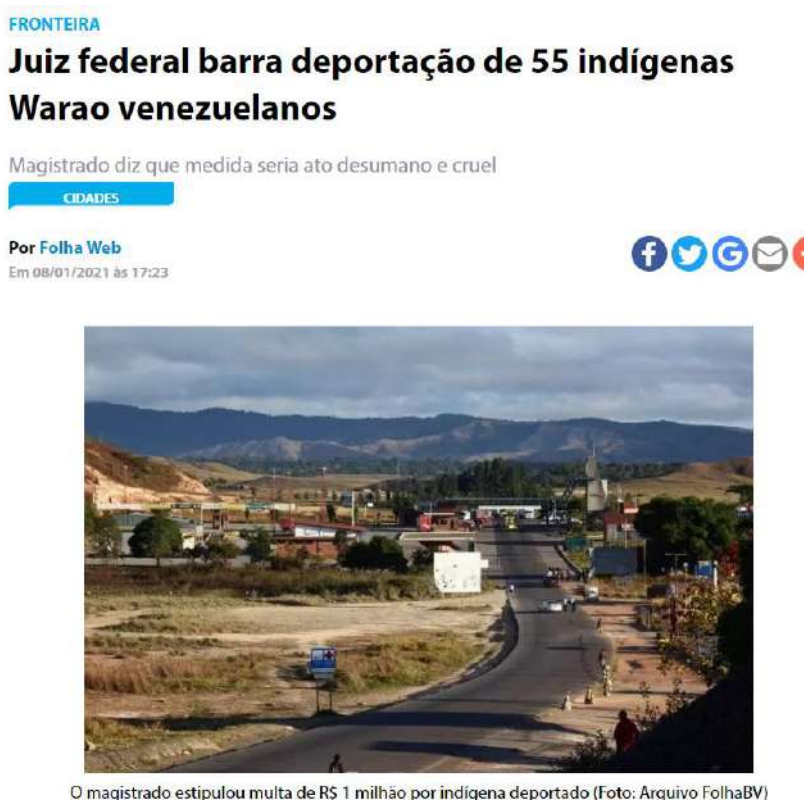 FRONTEIRA
Juiz federal barra deportação de 55 indígenas
Warao venezuelanos
Magistrado diz que medida seria ato desumano e cruel
CIDADES
Por Folha Web
Em 08/01/2021 às 17:23
O magistrado estipulou multa de R$ 1 milhão por indígena deportado (Foto: Arquivo FolhaBV)